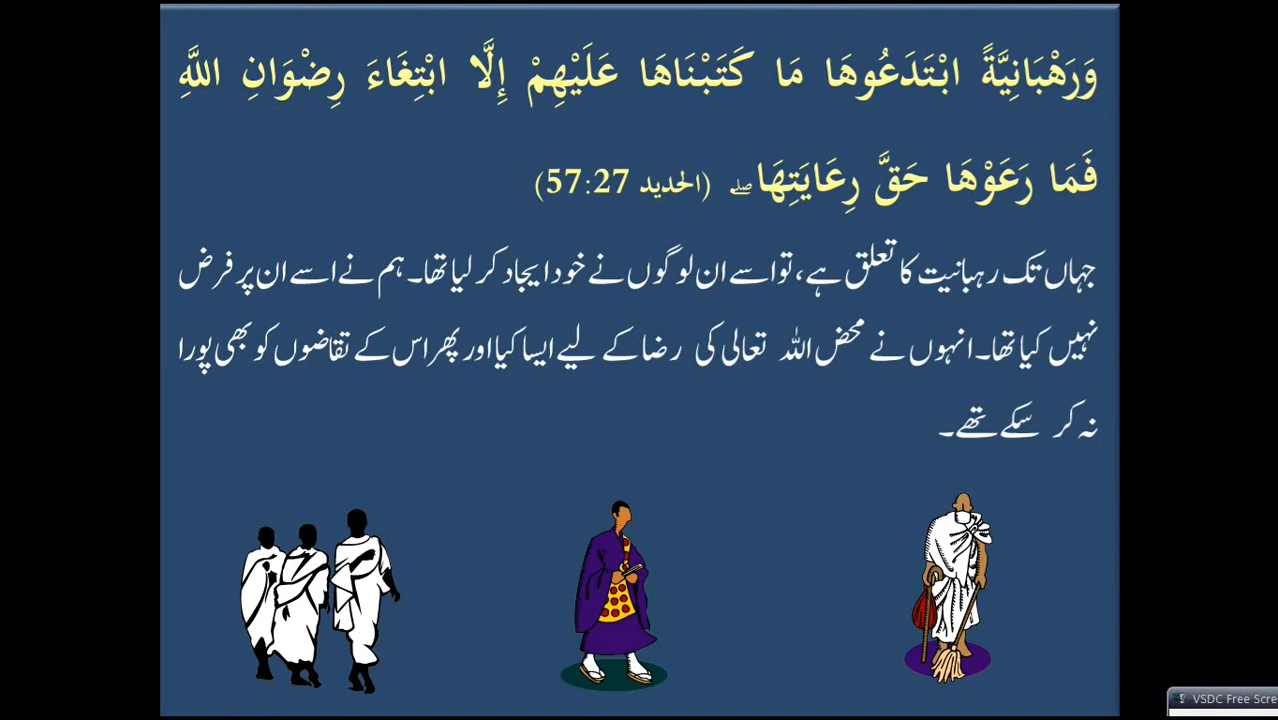 وَرَهْبَانِيَّةً ابْتَدَعُوهَا مَا كَتَبْنَاهَا عَلَيْهِمْ إِلَّا ابْتِغَاءَ رِضْوَانِ اللَّهِ
فَمَا رَعَوْهَا حَقَّ رِعَايَتِهَا ۖ (الحدید 57:27)
جہاں تک رہبانیت کا تعلق ہے، تو اسے ان لوگوں نے خود ایجاد کر لیا تھا۔ ہم نے اسے ان پر فرض
نہیں کیا تھا۔ انہوں نے محض اللہ تعالی کی رضا کے لیے ایسا کیا اور پھر اس کے تقاضوں کو بھی پورا
نہ کر سکے تھے۔
VSDC Free Scre